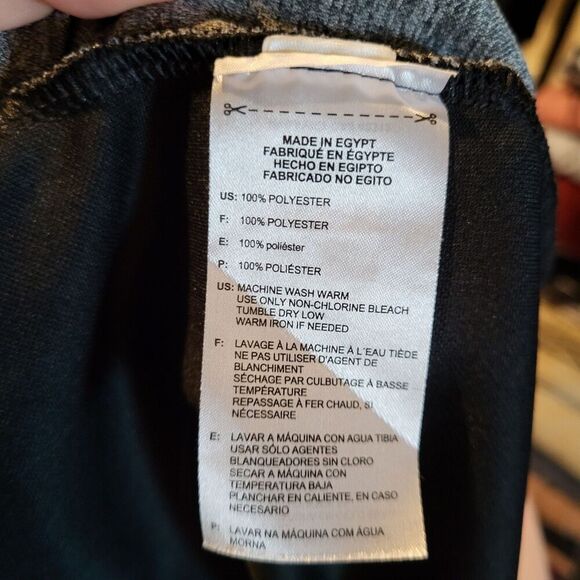 MADE IN EGYPT
FABRIQUÉ EN ÉGYPTE
HECHO EN EGIPTO
FABRICADO NO EGITO
US: 100% POLYESTER
F: 100% POLYESTER
E: 100% poliéster
P: 100% POLIÉSTER
US: MACHINE WASH WARM
USE ONLY NON-CHLORINE BLEACH
TUMBLE DRY LOW
WARM IRON IF NEEDED
F: LAVAGE À LA MACHINE À L´EAU TIÈDE
NE PAS UTILISER D'AGENT DE
BLANCHIMENT
SÉCHAGE PAR CULBUTAGE À BASSE
TEMPÉRATURE
REPASSAGE À FER CHAUD, SI
NÉCESSAIRE
E: LAVAR A MÁQUINA CON AGUA TIBIA
USAR SÓLO AGENTES
BLANQUEADORES SIN CLORO
SECAR A MÁQUINA CON
TEMPERATURA BAJA
PLANCHAR EN CALIENTE, EN CASO
NECESARIO
P: LAVAR NA MÁQUINA COM ÁGUA
MORNA